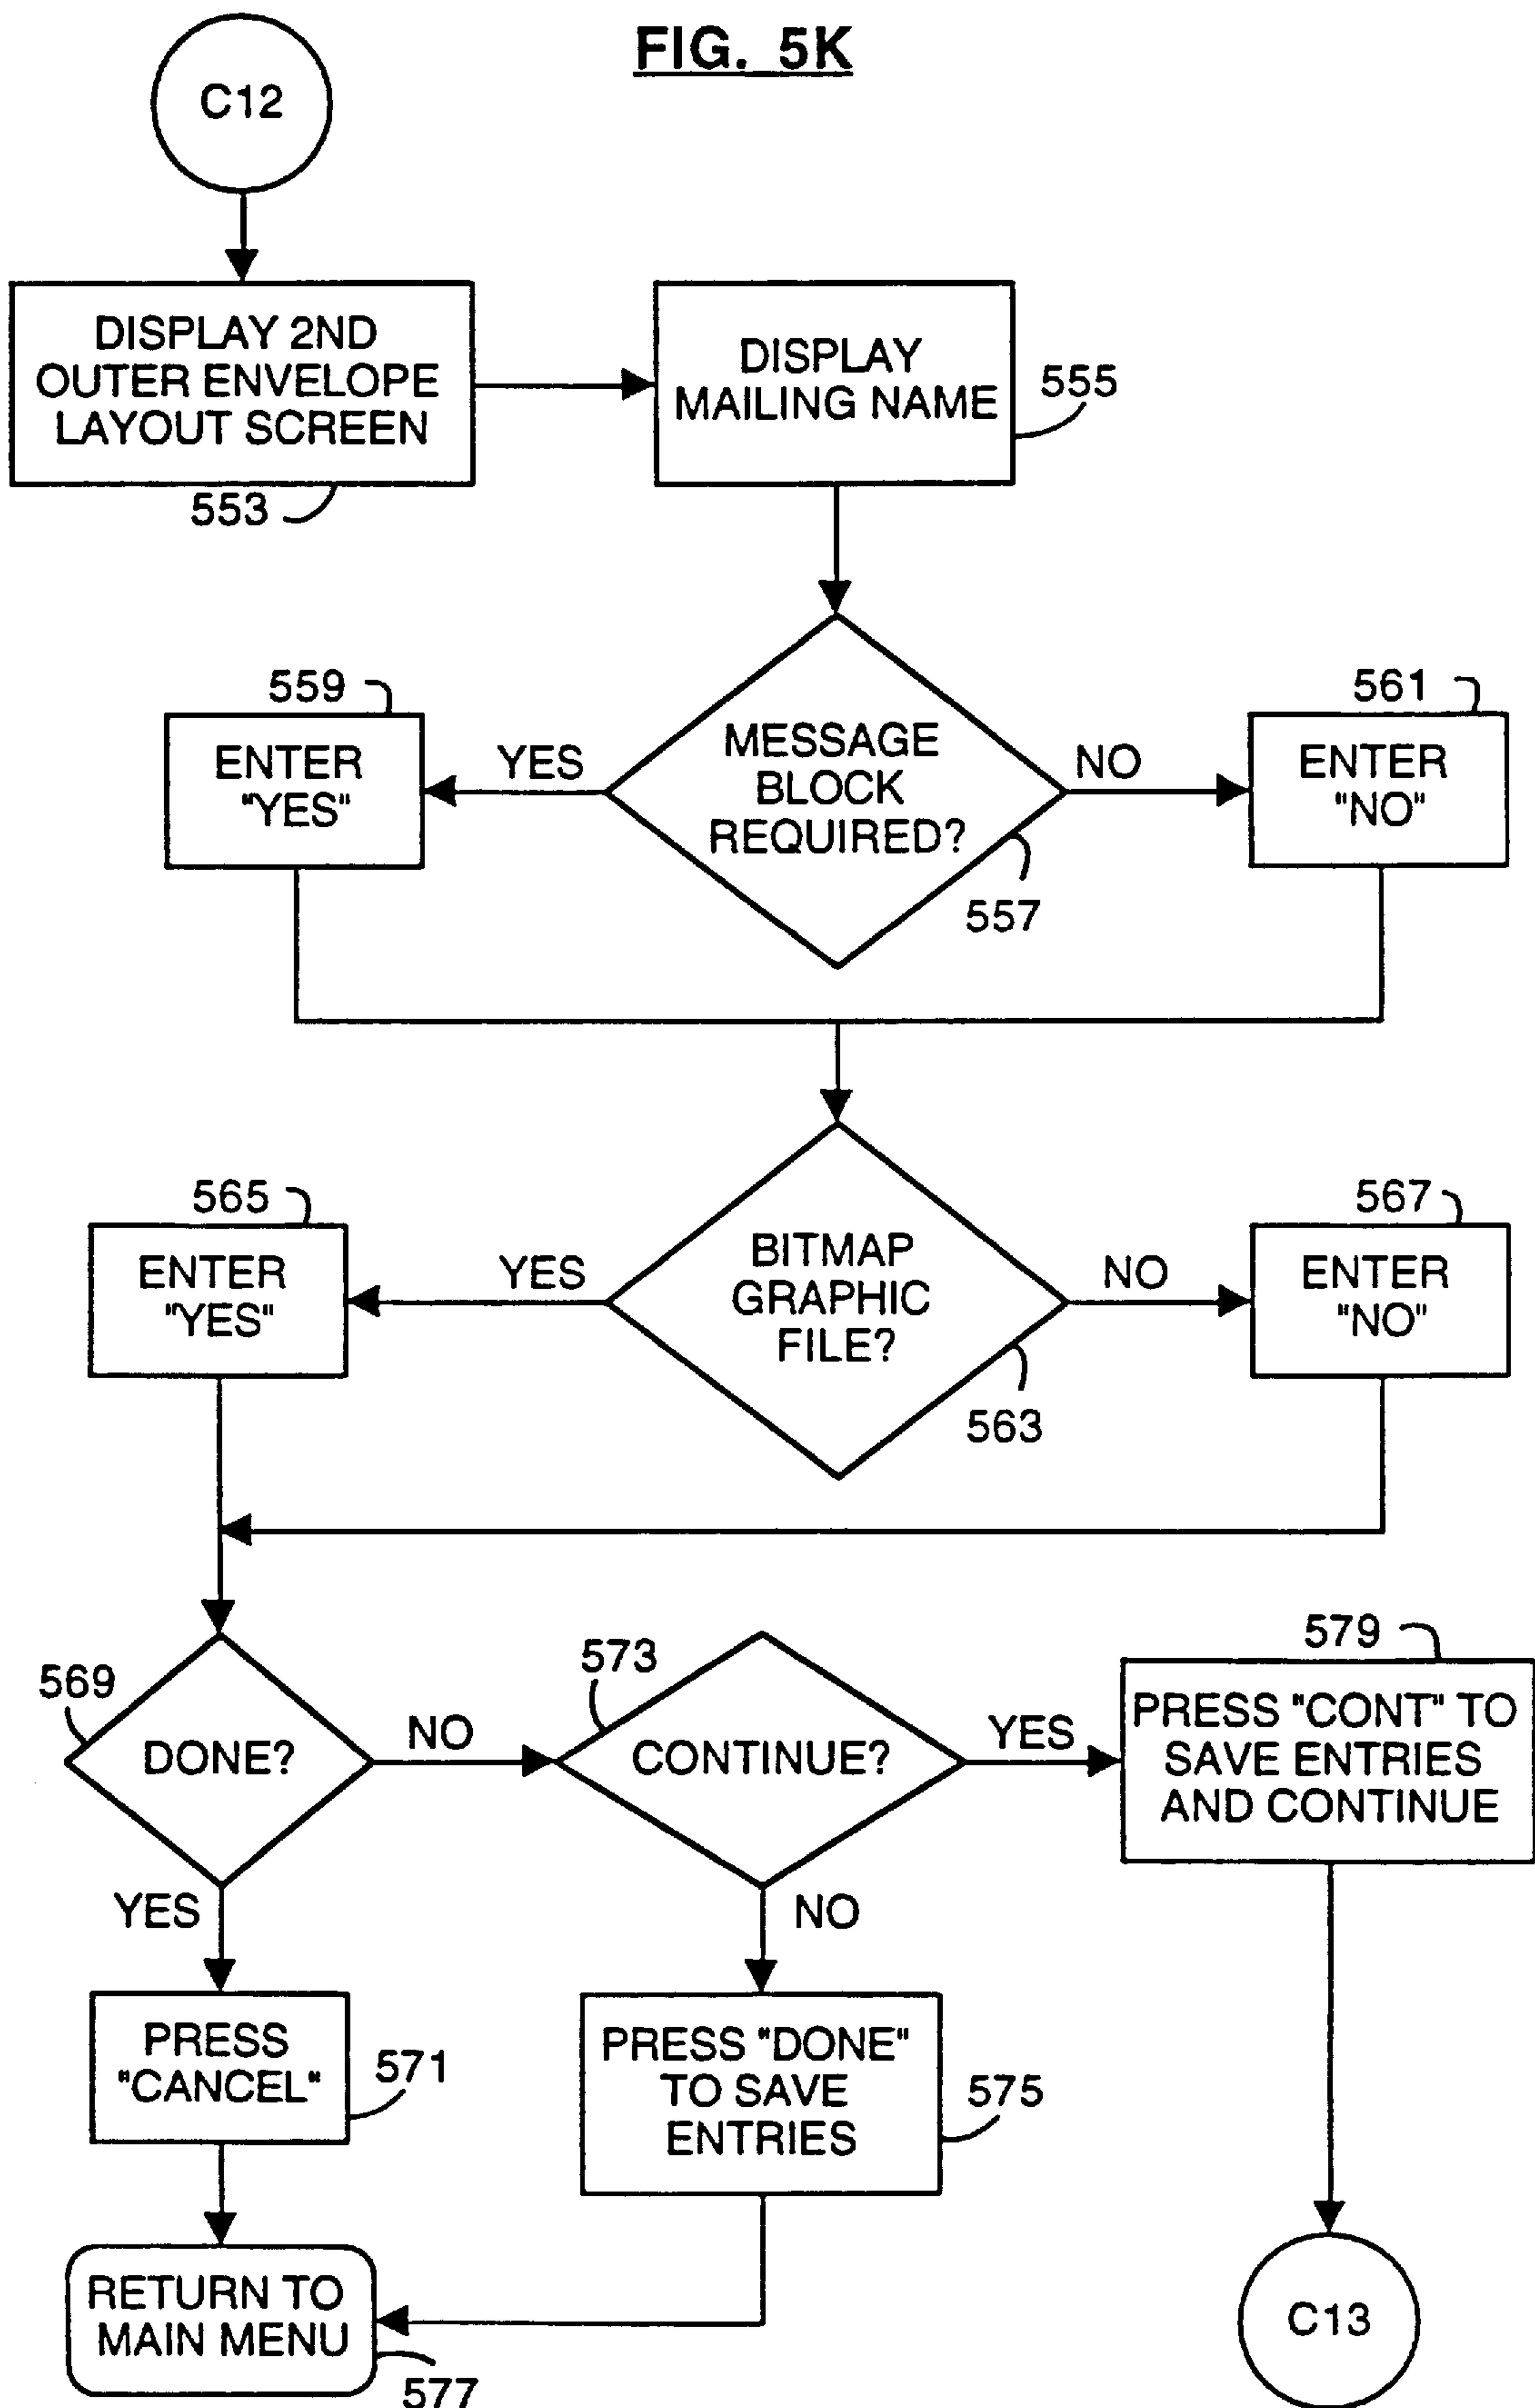 FIG. 5K
C12
DISPLAY 2ND
OUTER ENVELOPE
LAYOUT SCREEN
553
DISPLAY
MAILING NAME
555
559
ENTER
"YES"
YES
MESSAGE
BLOCK
REQUIRED?
557
NO
561
ENTER
"NO"
565
ENTER
"YES"
YES
BITMAP
GRAPHIC
FILE?
563
NO
567
ENTER
"NO"
569
DONE?
NO
573
CONTINUE?
YES
579
PRESS "CONT" TO
SAVE ENTRIES
AND CONTINUE
YES
NO
PRESS
"CANCEL"
571
PRESS "DONE"
TO SAVE
ENTRIES
575
RETURN TO
MAIN MENU
577
C13